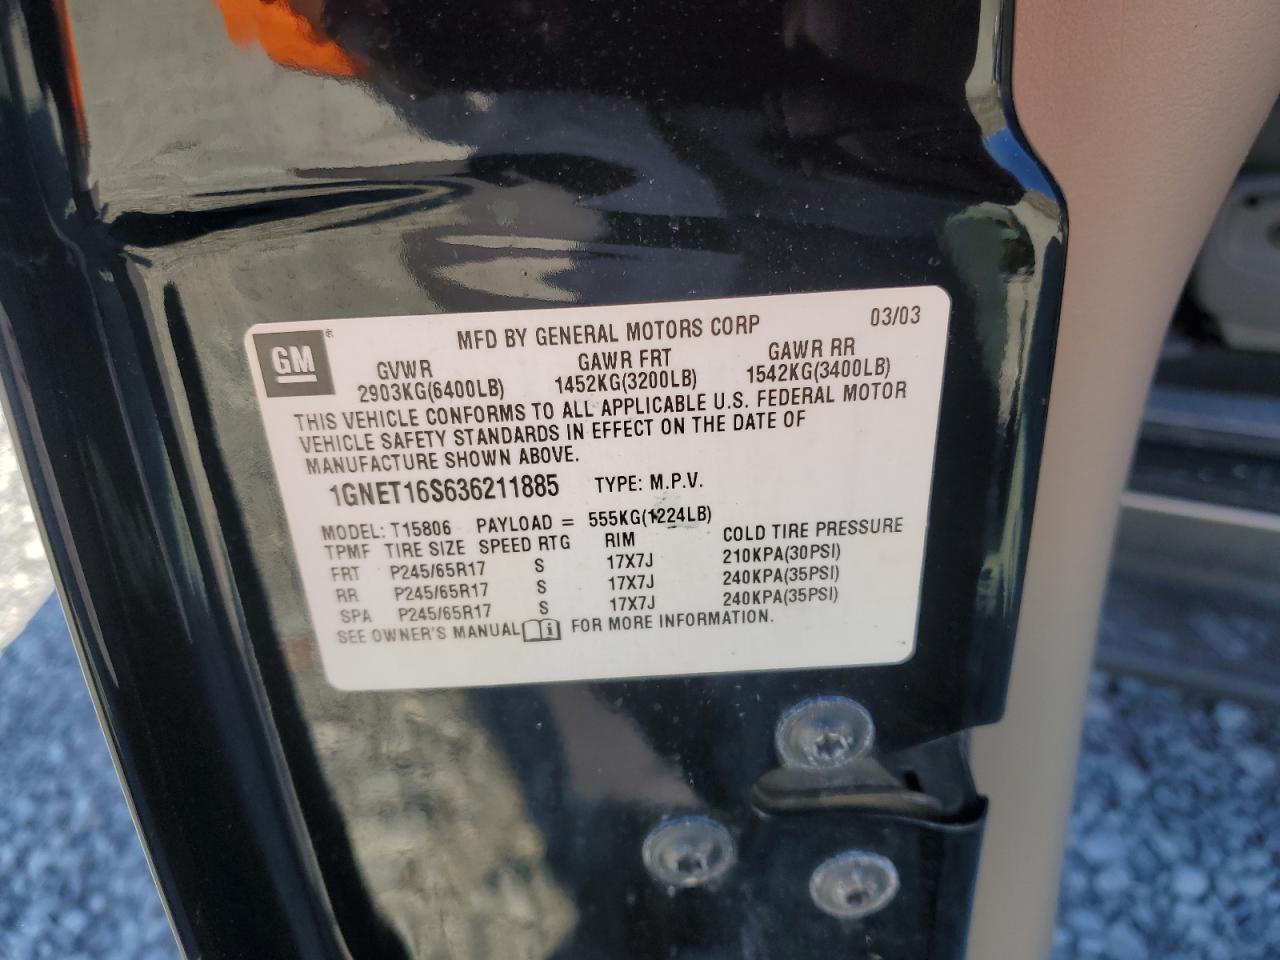 GM® MFD BY GENERAL MOTORS CORP 03/03
GVWR GAWR FRT GAWR RR
2903KG(6400LB) 1452KG(3200LB) 1542KG(3400LB)
THIS VEHICLE CONFORMS TO ALL APPLICABLE U.S. FEDERAL MOTOR
VEHICLE SAFETY STANDARDS IN EFFECT ON THE DATE OF
MANUFACTURE SHOWN ABOVE.
1GNET16S636211885 TYPE: M.P.V.
MODEL: T15806 PAYLOAD = 555KG(1224LB)
TPMF TIRE SIZE SPEED RTG RIM COLD TIRE PRESSURE
FRT P245/65R17 S 17X7J 210KPA(30PSI)
RR P245/65R17 S 17X7J 240KPA(35PSI)
SPA P245/65R17 S 17X7J 240KPA(35PSI)
SEE OWNER'S MANUAL i FOR MORE INFORMATION.